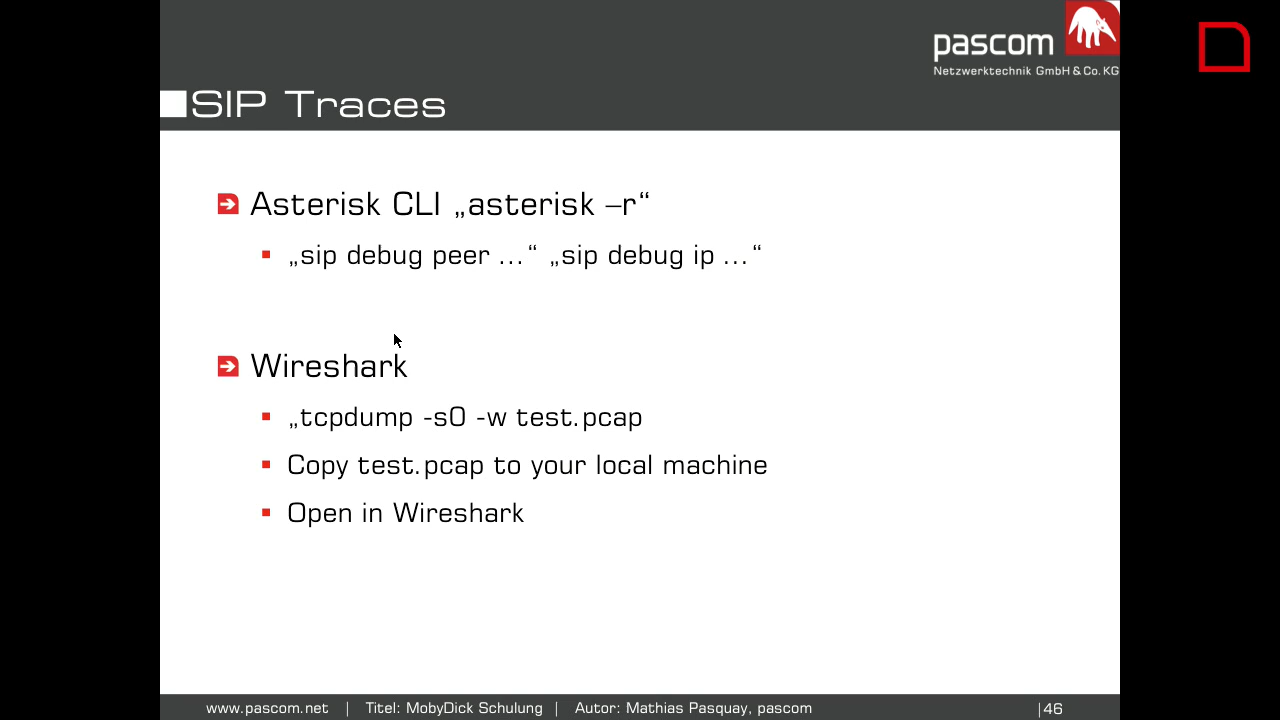 pascom
Netzwerktechnik GmbH & Co. KG
SIP Traces
Asterisk CLI „asterisk –r“
„sip debug peer …“ „sip debug ip …“
Wireshark
„tcpdump -s0 -w test.pcap
Copy test.pcap to your local machine
Open in Wireshark
www.pascom.net | Titel: MobyDick Schulung | Autor: Mathias Pasquay, pascom |46